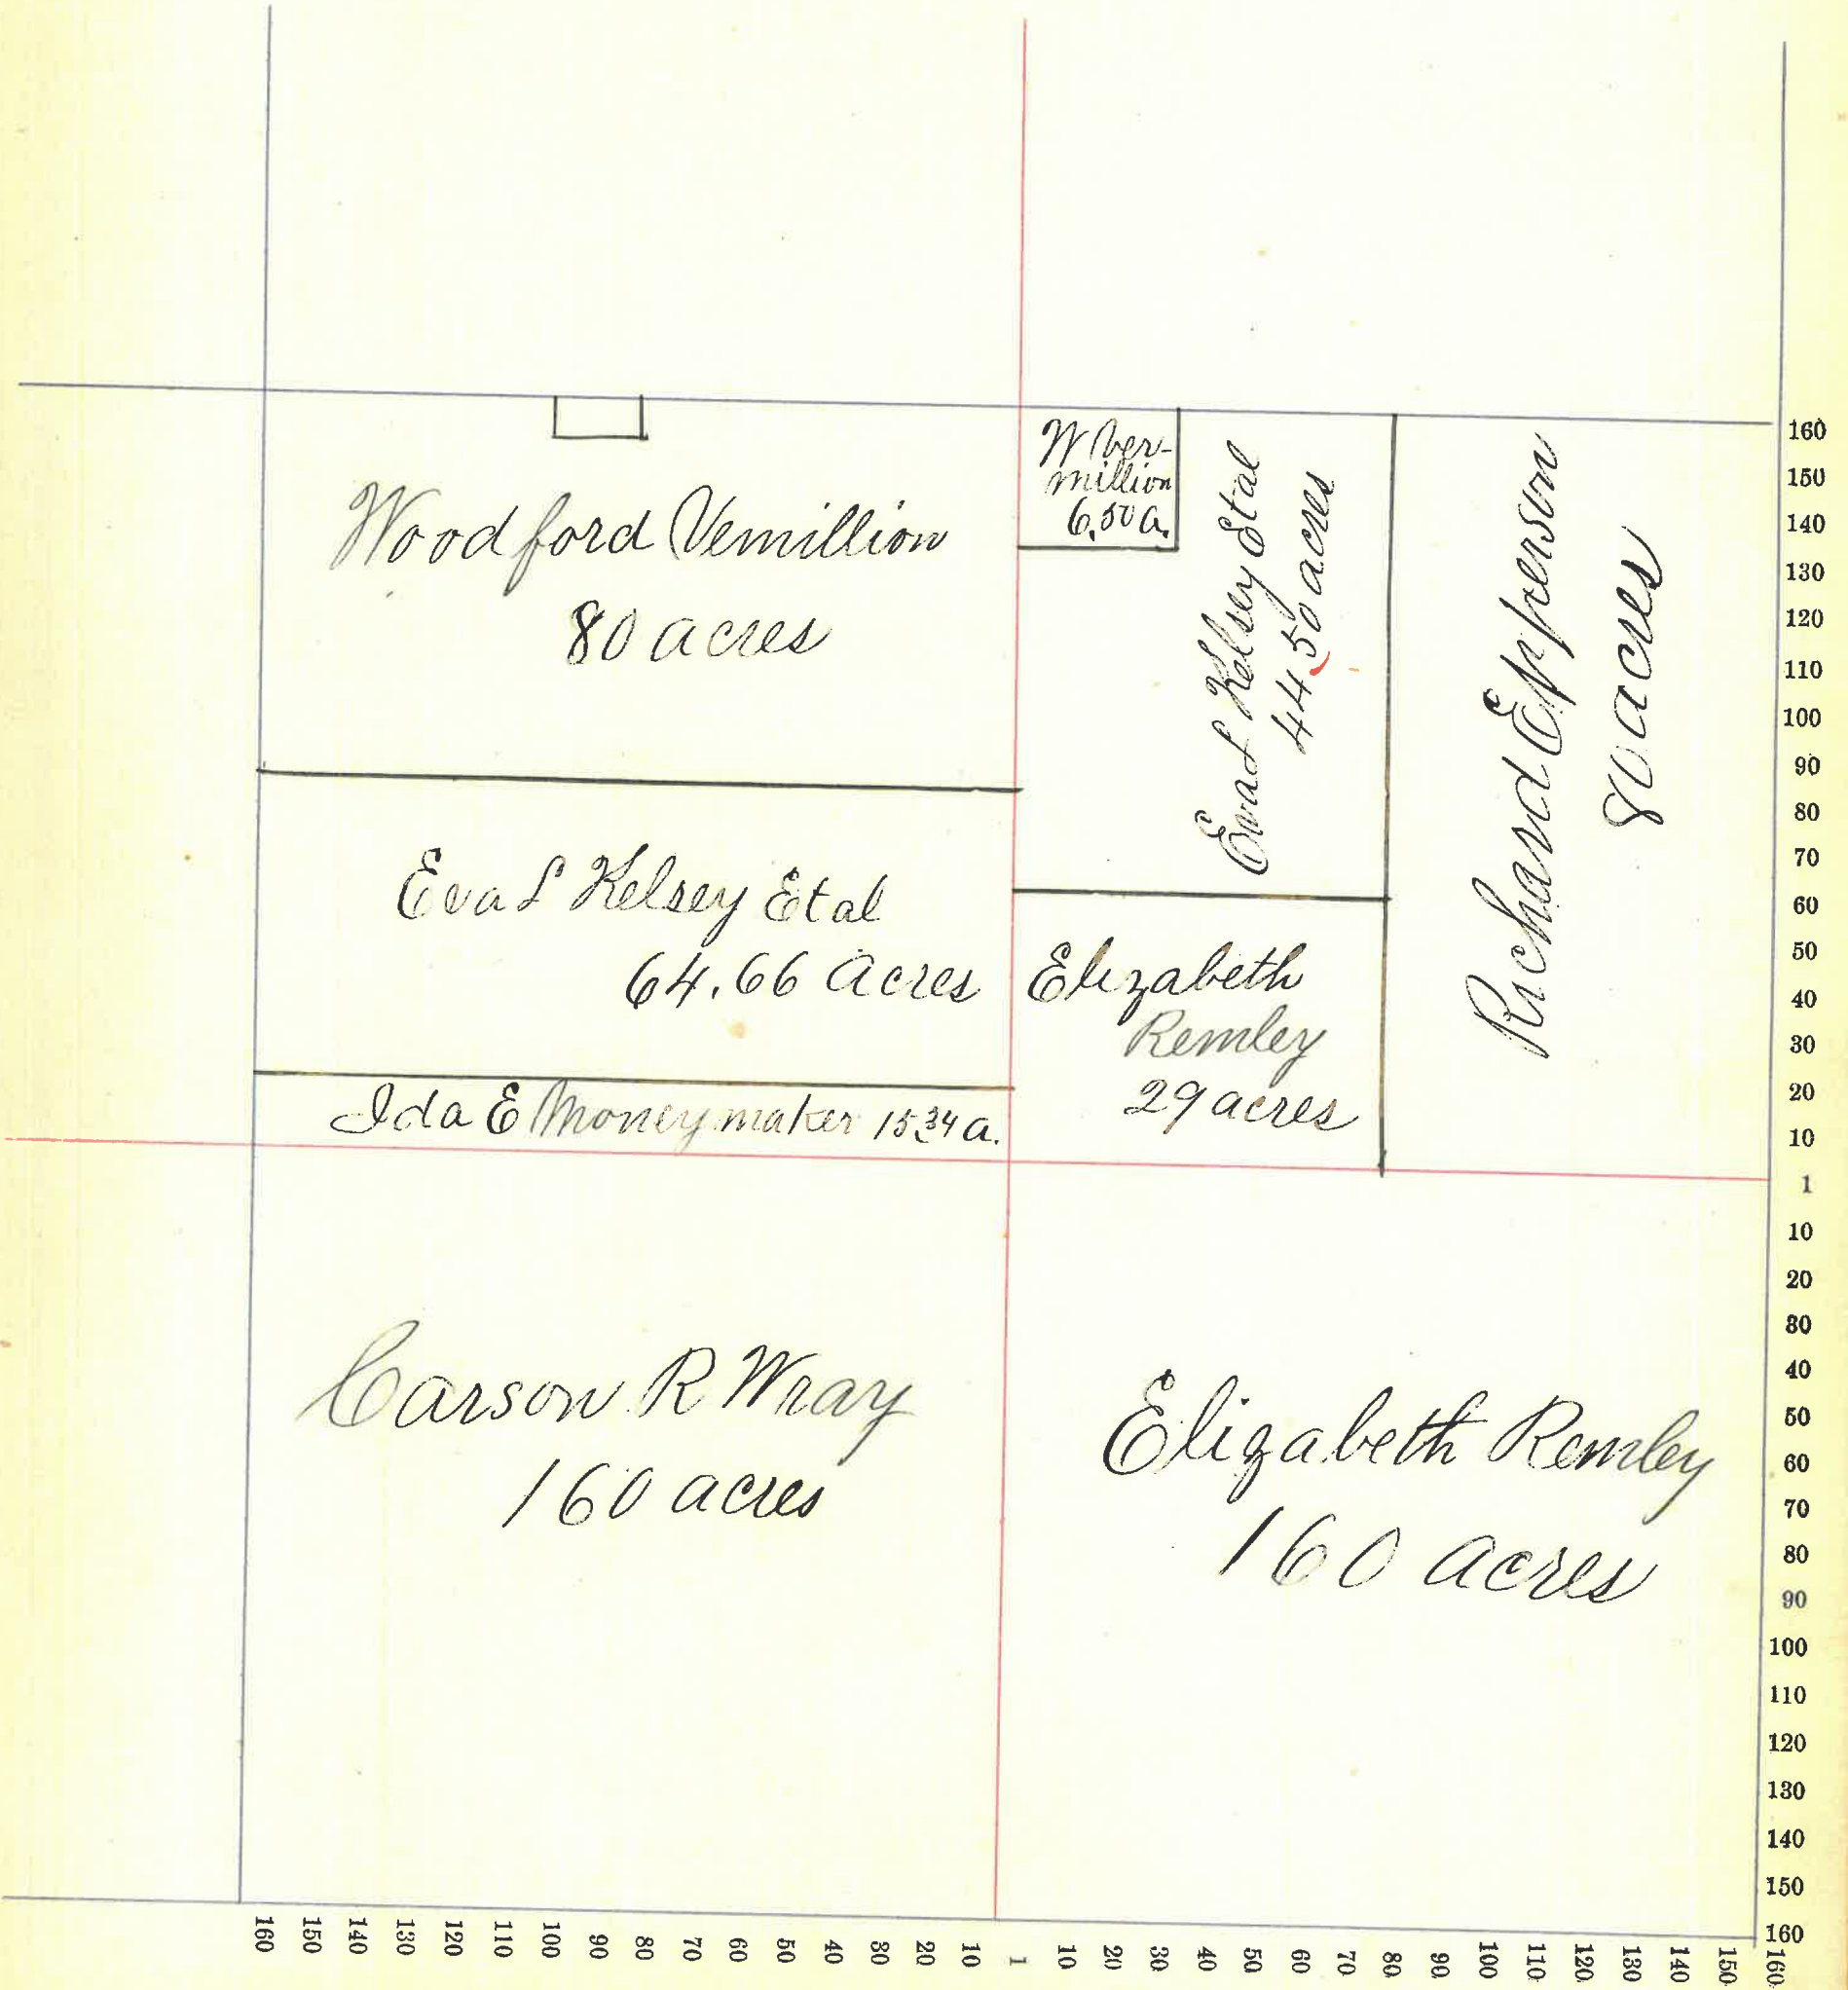 Woodford Vemillion
80 acres
W Ver-
million
6.50 a.
Eva L Kelsey Etal
44.50 acres
Richard Epperson
80 acres
Eva L Kelsey Etal
64.66 acres
Elizabeth
Remley
29 acres
Ida E Moneymaker 15.34 a.
Carson R Wray
160 acres
Elizabeth Remley
160 acres
160
150
140
130
120
110
100
90
80
70
60
50
40
30
20
10
1
10
20
30
40
50
60
70
80
90
100
110
120
130
140
150
160
160 150 140 130 120 110 100 90 80 70 60 50 40 30 20 10 1 10 20 30 40 50 60 70 80 90 100 110 120 130 140 150 160